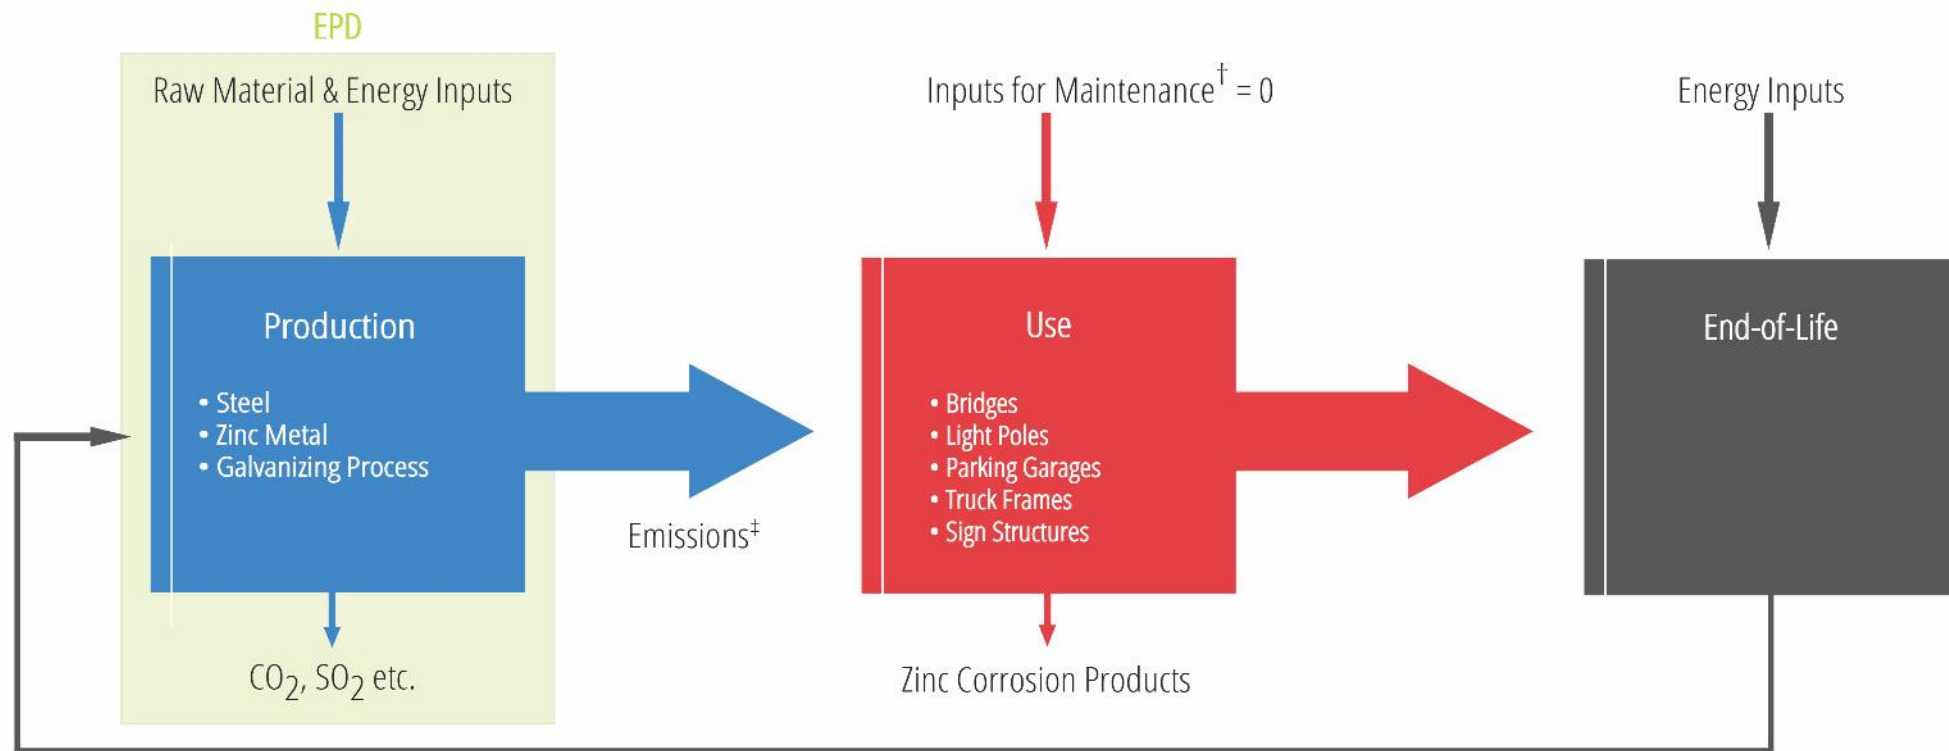 EPD
Raw Material & Energy Inputs
Inputs for Maintenance† = 0
Energy Inputs
Production
• Steel
• Zinc Metal
• Galvanizing Process
Use
• Bridges
• Light Poles
• Parking Garages
• Truck Frames
• Sign Structures
End-of-Life
Emissions‡
CO₂, SO₂ etc.
Zinc Corrosion Products